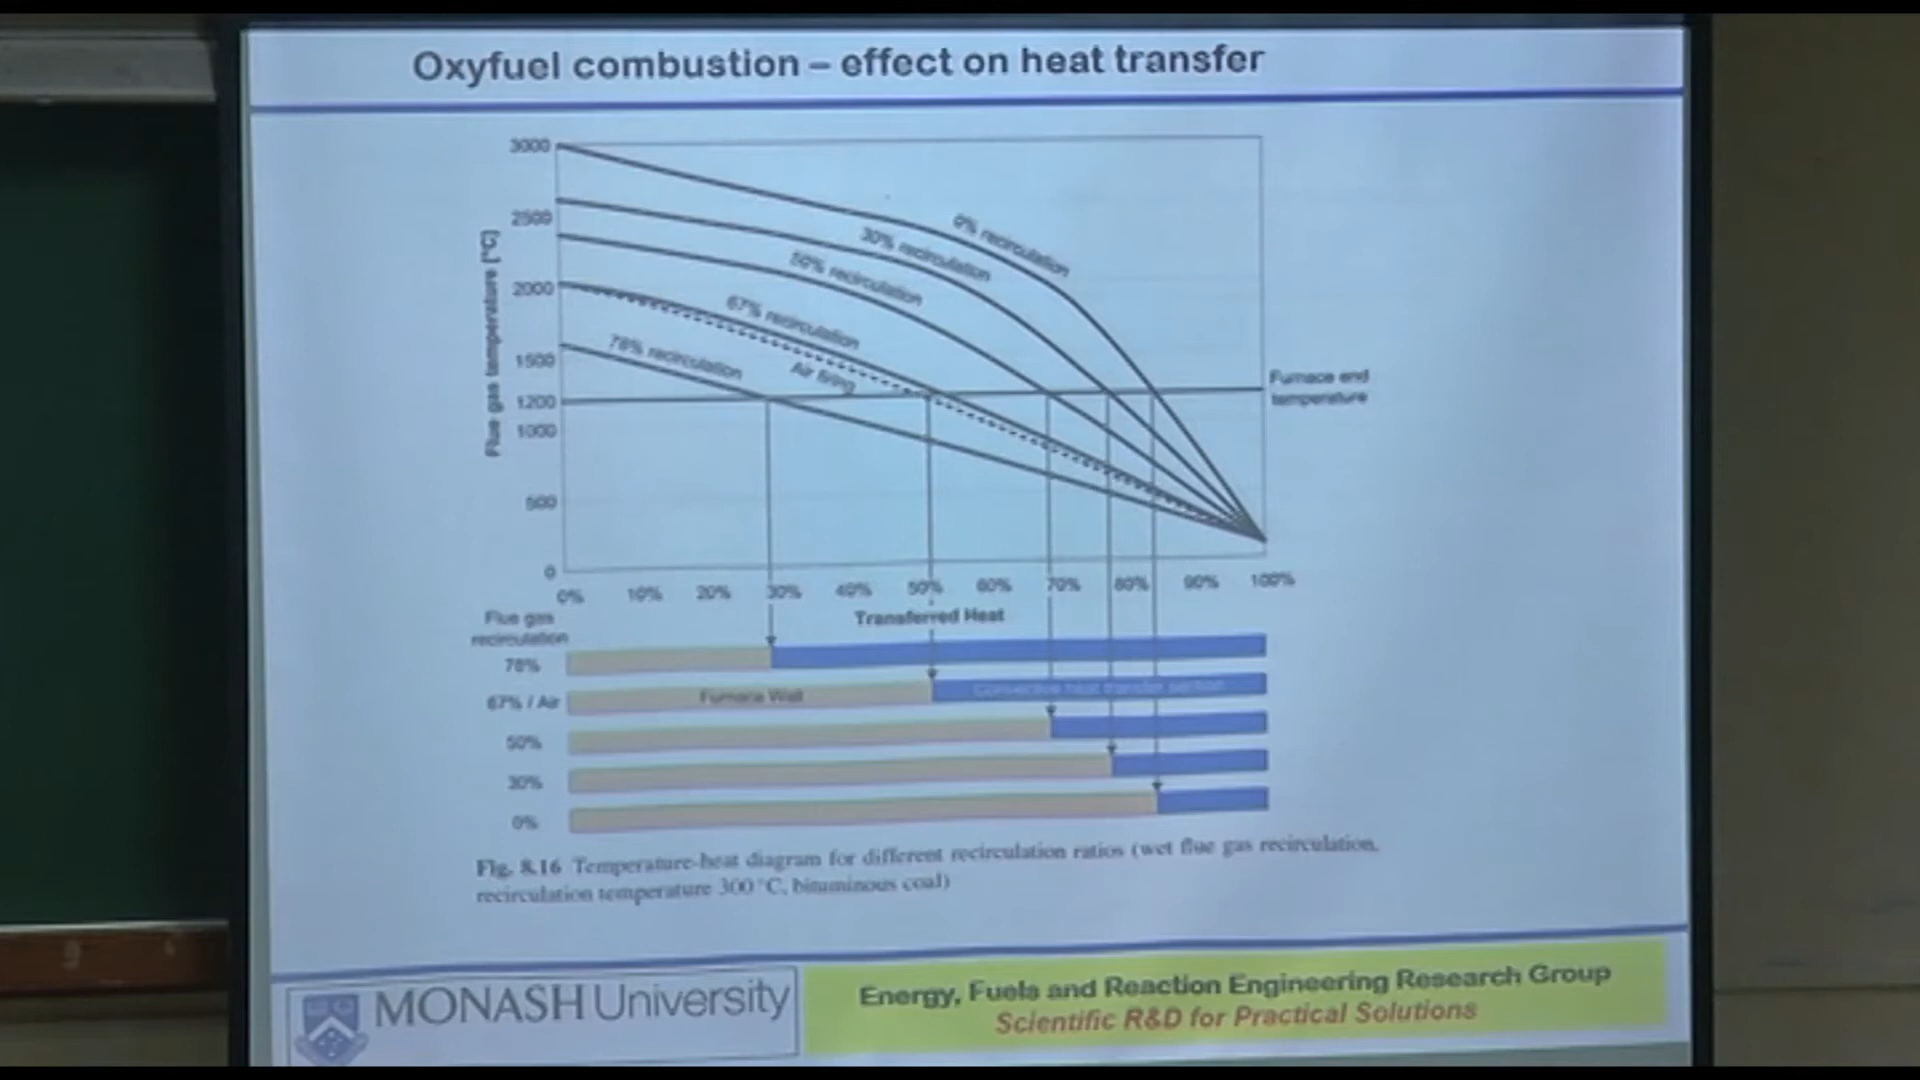 Oxyfuel combustion – effect on heat transfer
3000
2500
2000
1500
1200
1000
500
0
Flue gas temperature [°C]
0% recirculation
30% recirculation
50% recirculation
67% recirculation
Air firing
78% recirculation
Furnace end
temperature
0% 10% 20% 30% 40% 50% 60% 70% 80% 90% 100%
Transferred Heat
Flue gas
recirculation
78%
67% / Air
Furnace Wall
Convective heat transfer section
50%
30%
0%
Fig. 8.16 Temperature-heat diagram for different recirculation ratios (wet flue gas recirculation,
recirculation temperature 300 °C, bituminous coal)
MONASH University
Energy, Fuels and Reaction Engineering Research Group
Scientific R&D for Practical Solutions